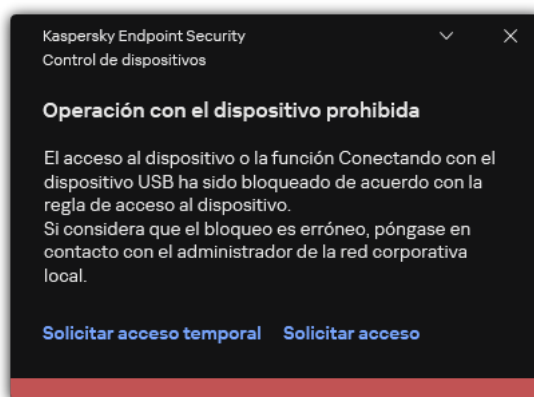 Kaspersky Endpoint Security
Control de dispositivos
Operación con el dispositivo prohibida
El acceso al dispositivo o la función Conectando con el
dispositivo USB ha sido bloqueado de acuerdo con la
regla de acceso al dispositivo.
Si considera que el bloqueo es erróneo, póngase en
contacto con el administrador de la red corporativa
local.
Solicitar acceso temporal Solicitar acceso